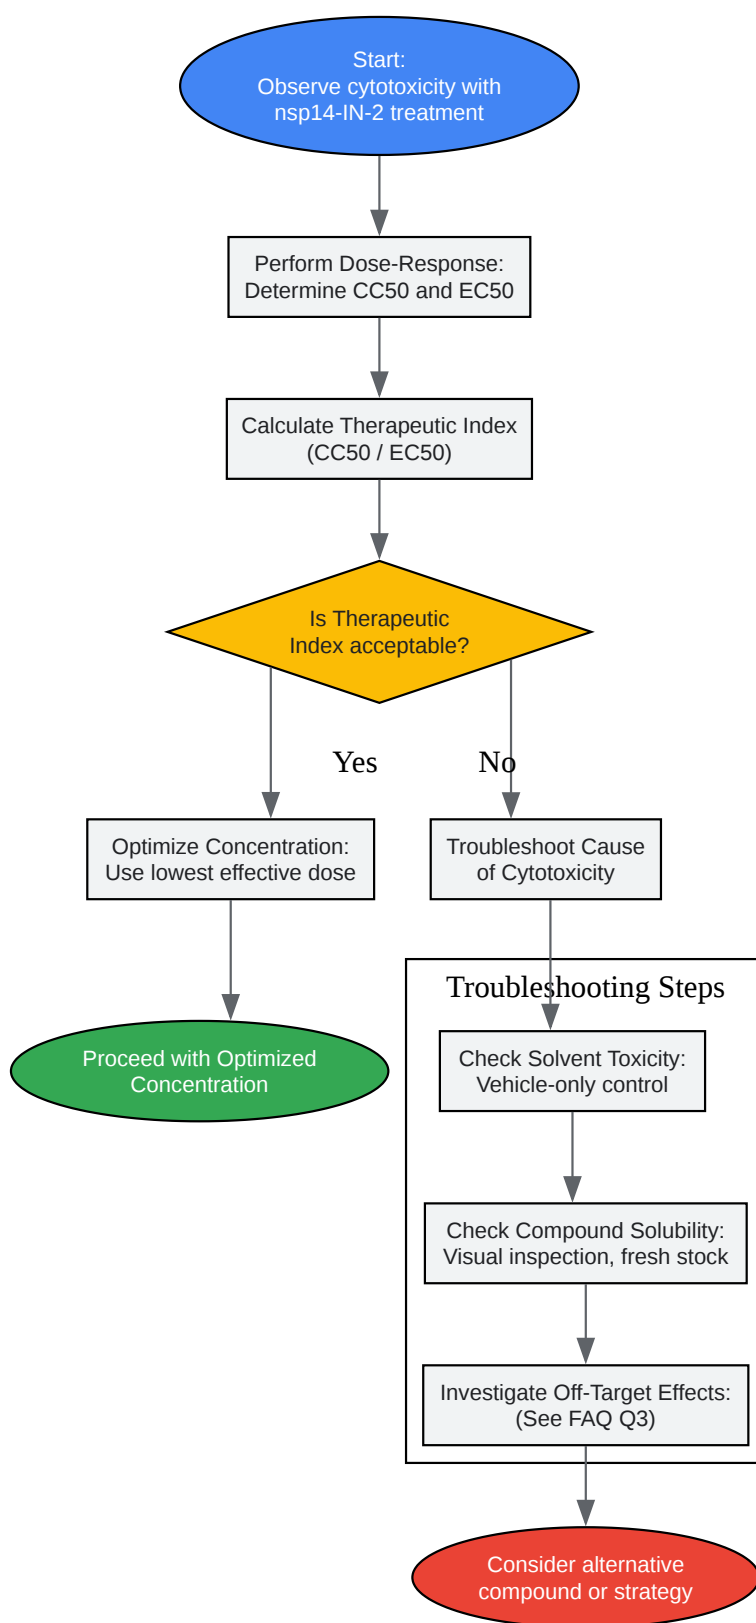 Start:
Observe cytotoxicity with
nsp14-IN-2 treatment
Perform Dose-Response:
Determine CC50 and EC50
Calculate Therapeutic Index
(CC50 / EC50)
Is Therapeutic
Index acceptable?
Yes
No
Optimize Concentration:
Use lowest effective dose
Troubleshoot Cause
of Cytotoxicity
Proceed with Optimized
Concentration
Troubleshooting Steps
Check Solvent Toxicity:
Vehicle-only control
Check Compound Solubility:
Visual inspection, fresh stock
Investigate Off-Target Effects:
(See FAQ Q3)
Consider alternative
compound or strategy